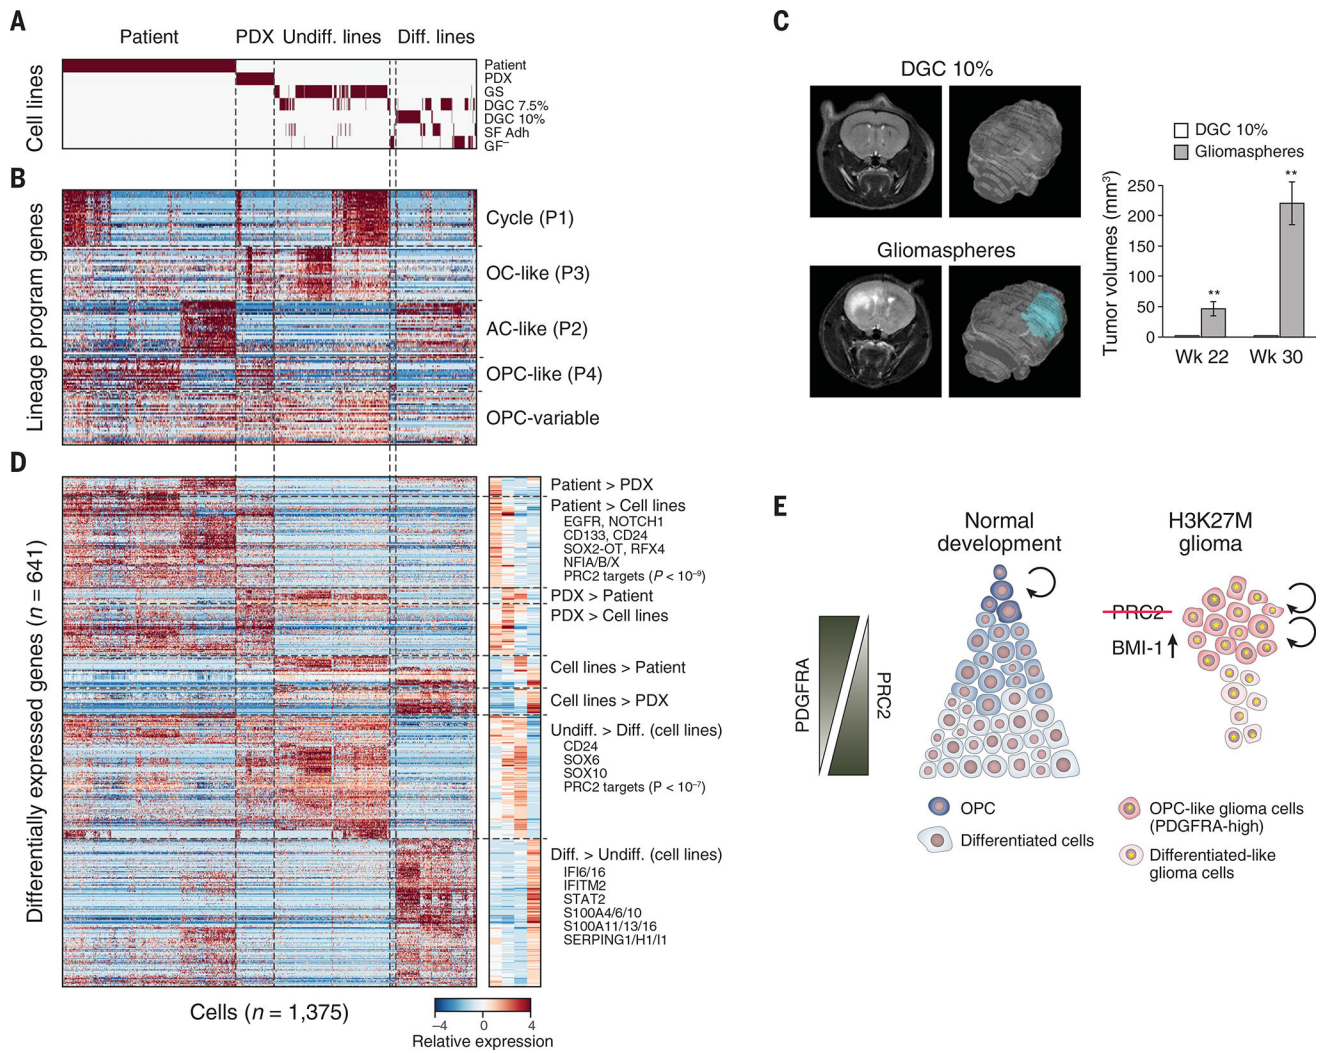 A
Patient
PDX
Undiff. lines
Diff. lines
Cell lines
Patient
PDX
GS
DGC 7.5%
DGC 10%
SF Adh
GF⁻
B
Lineage program genes
Cycle (P1)
OC-like (P3)
AC-like (P2)
OPC-like (P4)
OPC-variable
C
DGC 10%
Gliomaspheres
DGC 10%
Gliomaspheres
Tumor volumes (mm³)
250
200
150
100
50
0
**
**
Wk 22
Wk 30
D
Differentially expressed genes (n = 641)
Patient > PDX
Patient > Cell lines
EGFR, NOTCH1
CD133, CD24
SOX2-OT, RFX4
NFIA/B/X
PRC2 targets (P < 10⁻⁹)
PDX > Patient
PDX > Cell lines
Cell lines > Patient
Cell lines > PDX
Undiff. > Diff. (cell lines)
CD24
SOX6
SOX10
PRC2 targets (P < 10⁻⁷)
Diff. > Undiff. (cell lines)
IFI6/16
IFITM2
STAT2
S100A4/6/10
S100A11/13/16
SERPING1/H1/I1
Cells (n = 1,375)
−4
0
4
Relative expression
E
Normal
development
H3K27M
glioma
PDGFRA
PRC2
PRC2
BMI-1
OPC
Differentiated cells
OPC-like glioma cells
(PDGFRA-high)
Differentiated-like
glioma cells